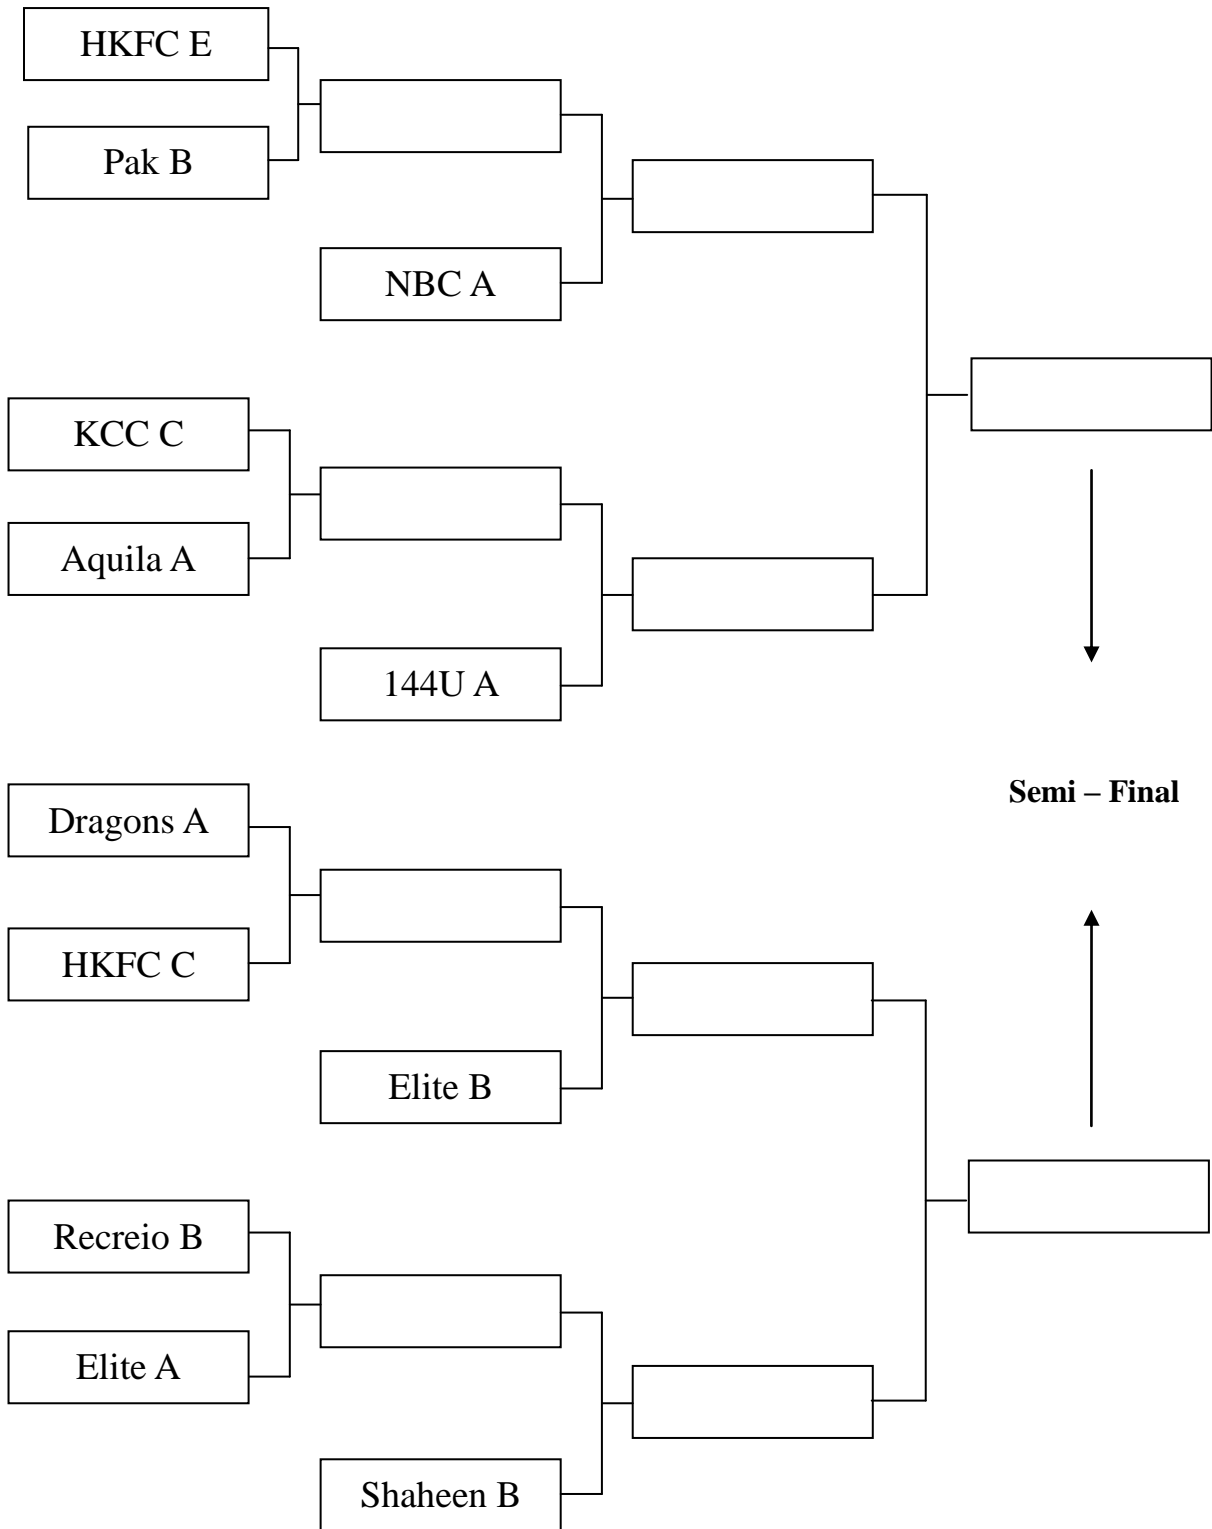 HKFC E
Pak B
NBC A
KCC C
Aquila A
144U A
Semi – Final
Dragons A
HKFC C
Elite B
Recreio B
Elite A
Shaheen B